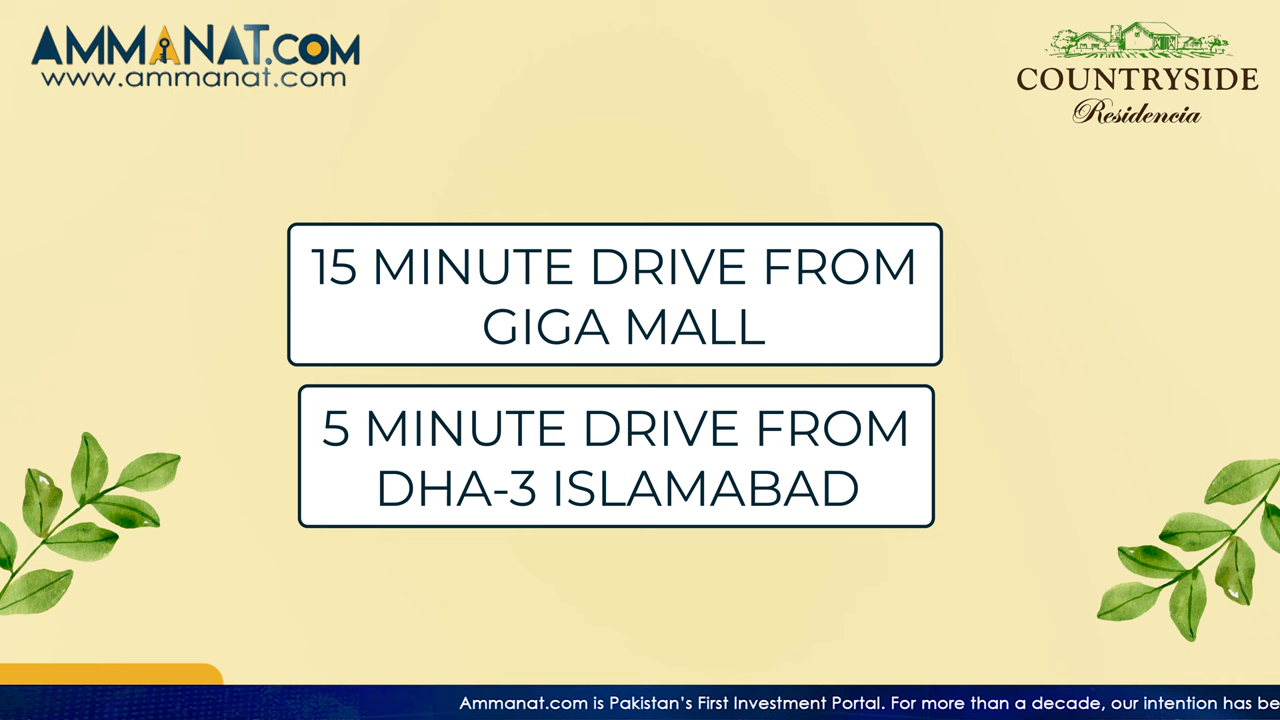 AMMANAT.COM
www.ammanat.com
COUNTRYSIDE
Residencia
15 MINUTE DRIVE FROM
GIGA MALL
5 MINUTE DRIVE FROM
DHA-3 ISLAMABAD
Ammanat.com is Pakistan's First Investment Portal. For more than a decade, our intention has be